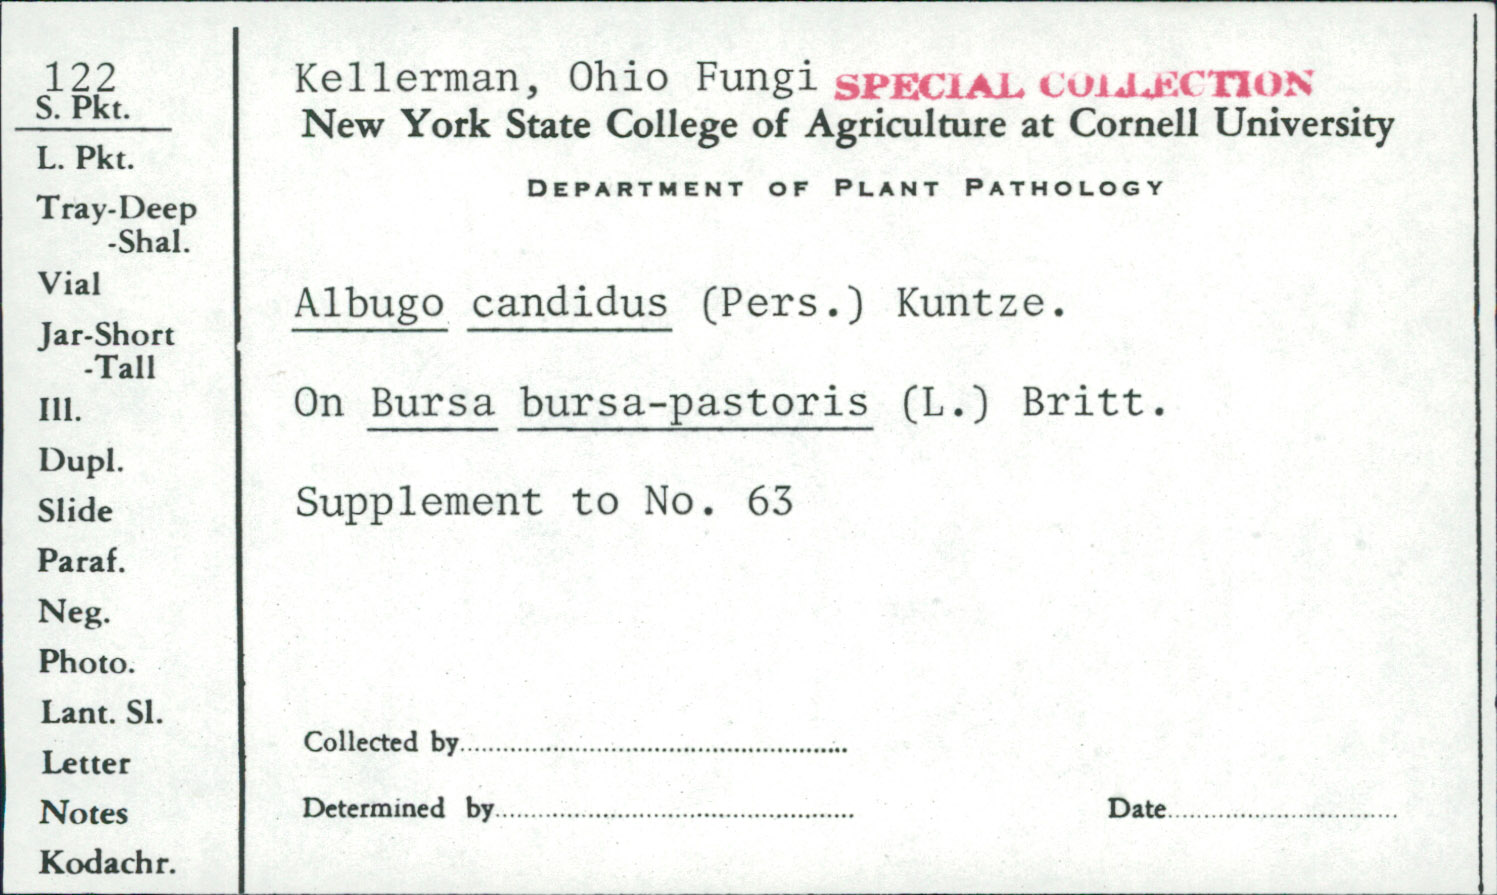 122
S. Pkt.
L. Pkt.
Tray-Deep
-Shal.
Vial
Jar-Short
-Tall
Ill.
Dupl.
Slide
Paraf.
Neg.
Photo.
Lant. Sl.
Letter
Notes
Kodachr.
Kellerman, Ohio Fungi SPECIAL COLLECTION
New York State College of Agriculture at Cornell University
DEPARTMENT OF PLANT PATHOLOGY
Albugo candidus (Pers.) Kuntze.
On Bursa bursa-pastoris (L.) Britt.
Supplement to No. 63
Collected by
Determined by Date